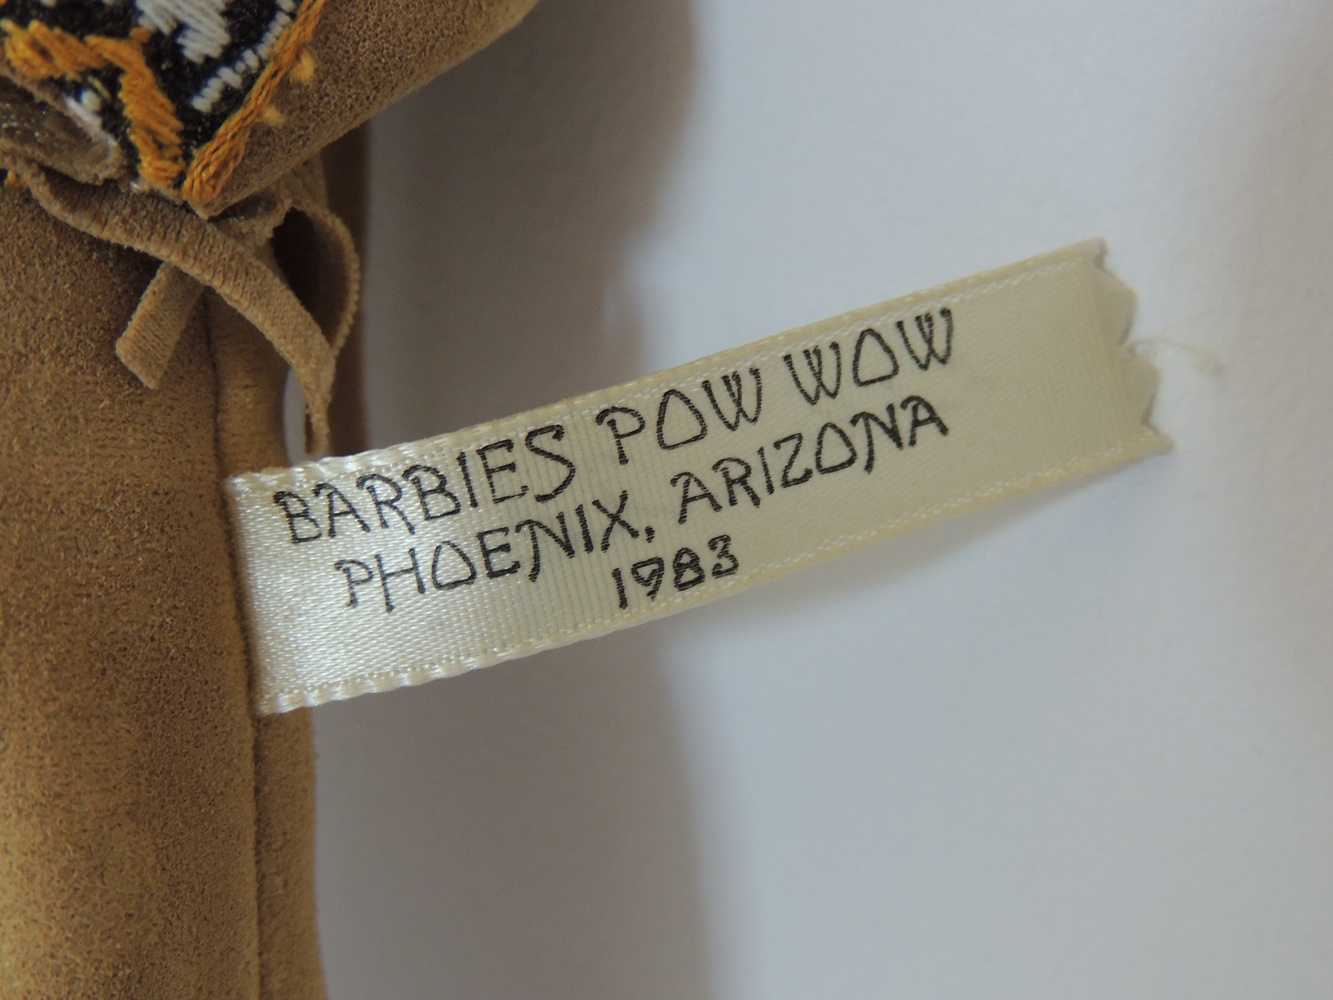 BARBIES POW WOW
PHOENIX, ARIZONA
1983